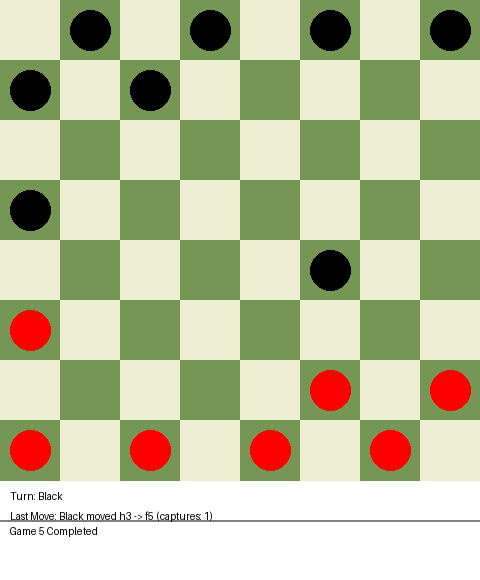 Turn: Black
Last Move: Black moved h3 -> f5 (captures: 1)
Game 5 Completed